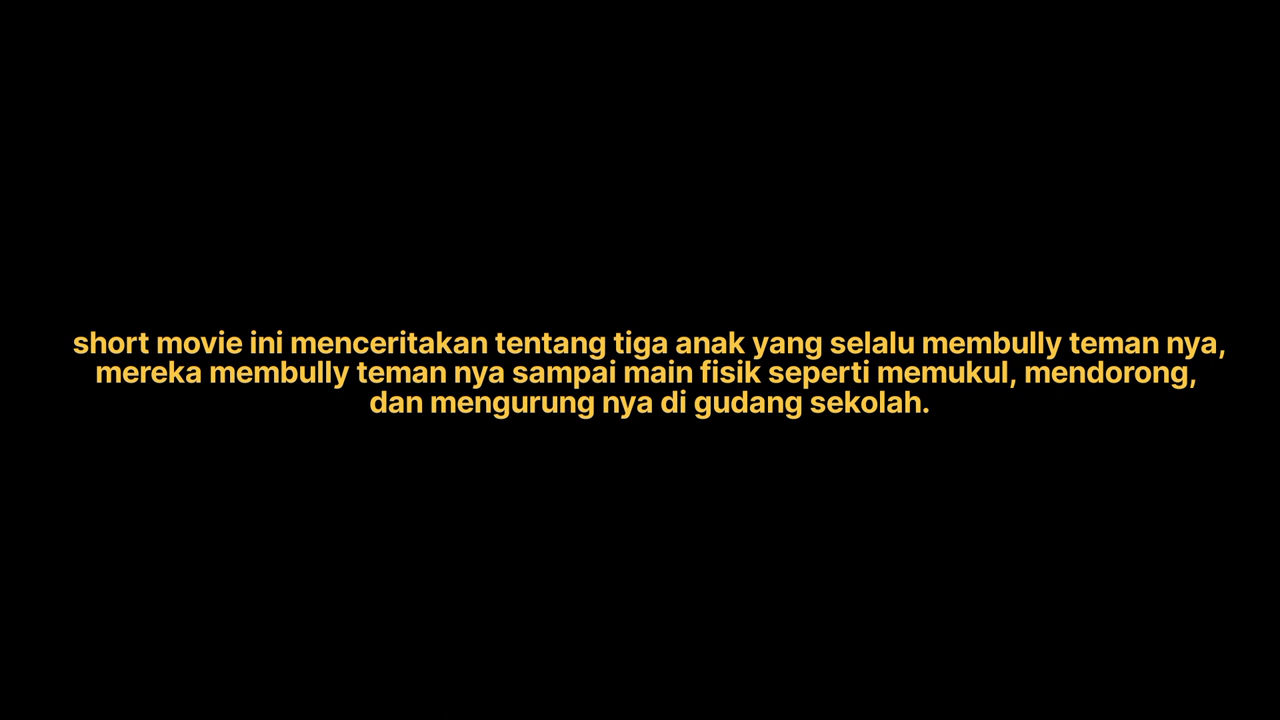 short movie ini menceritakan tentang tiga anak yang selalu membully teman nya,
mereka membully teman nya sampai main fisik seperti memukul, mendorong,
dan mengurung nya di gudang sekolah.